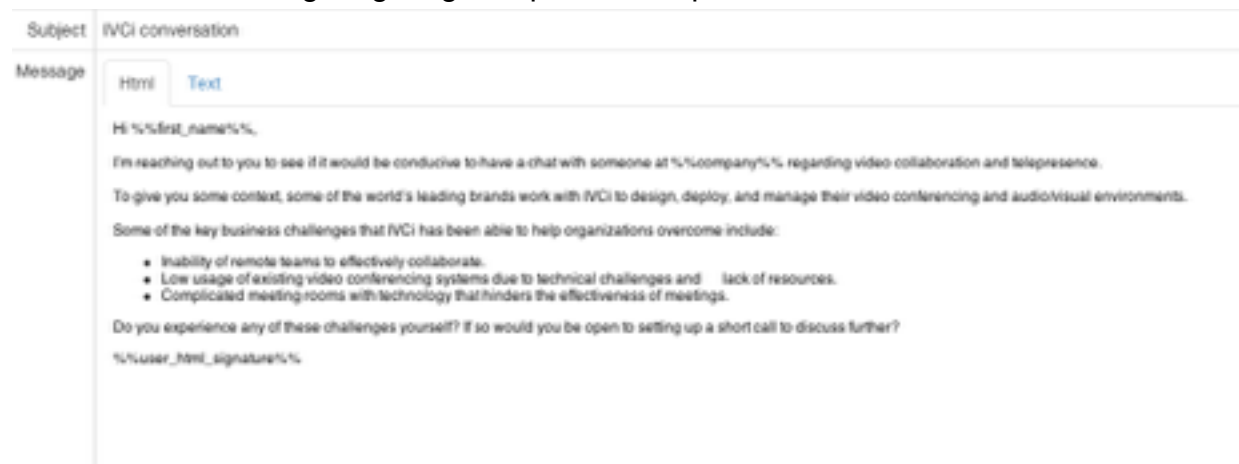 Subject IVCi conversation
Message Html Text
Hi %%first_name%%,
I'm reaching out to you to see if it would be conducive to have a chat with someone at %%company%% regarding video collaboration and telepresence.
To give you some context, some of the world's leading brands work with IVCi to design, deploy, and manage their video conferencing and audio/visual environments.
Some of the key business challenges that IVCi has been able to help organizations overcome include:
• Inability of remote teams to effectively collaborate.
• Low usage of existing video conferencing systems due to technical challenges and lack of resources.
• Complicated meeting rooms with technology that hinders the effectiveness of meetings.
Do you experience any of these challenges yourself? If so would you be open to setting up a short call to discuss further?
%%user_html_signature%%